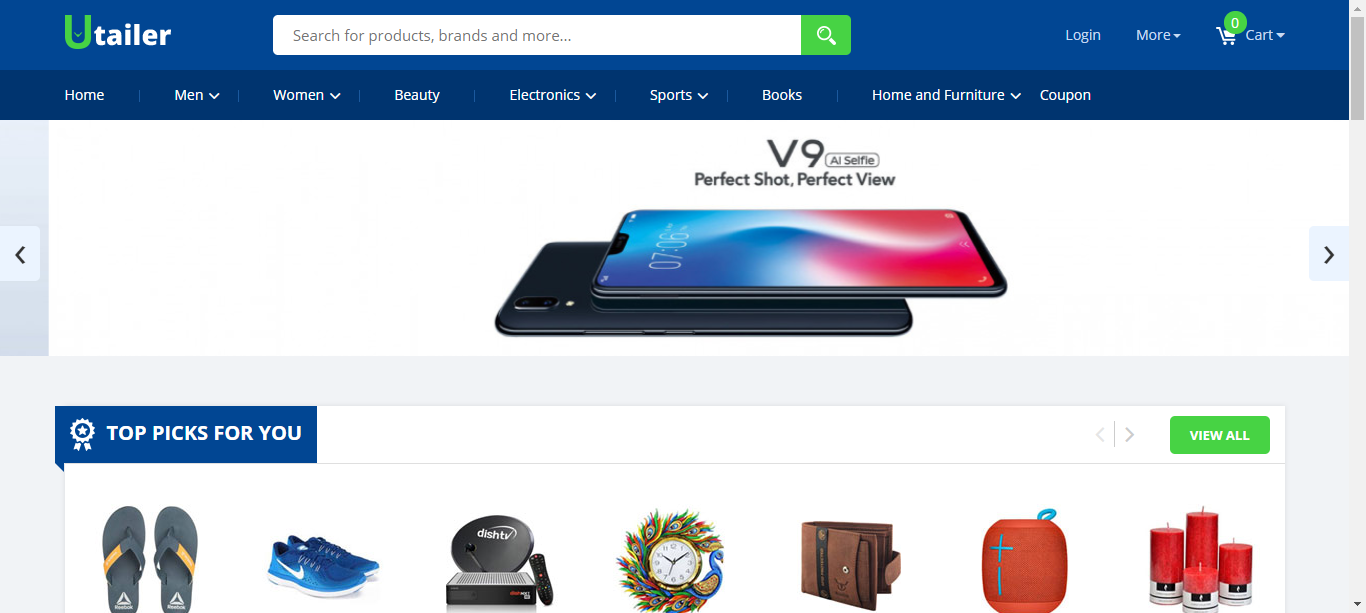 Utailer
Search for products, brands and more...
Login
More
0
Cart
Home
Men
Women
Beauty
Electronics
Sports
Books
Home and Furniture
Coupon
V9 AI Selfie
Perfect Shot, Perfect View
07:06
TOP PICKS FOR YOU
VIEW ALL
dishtv
Reebok
Reebok